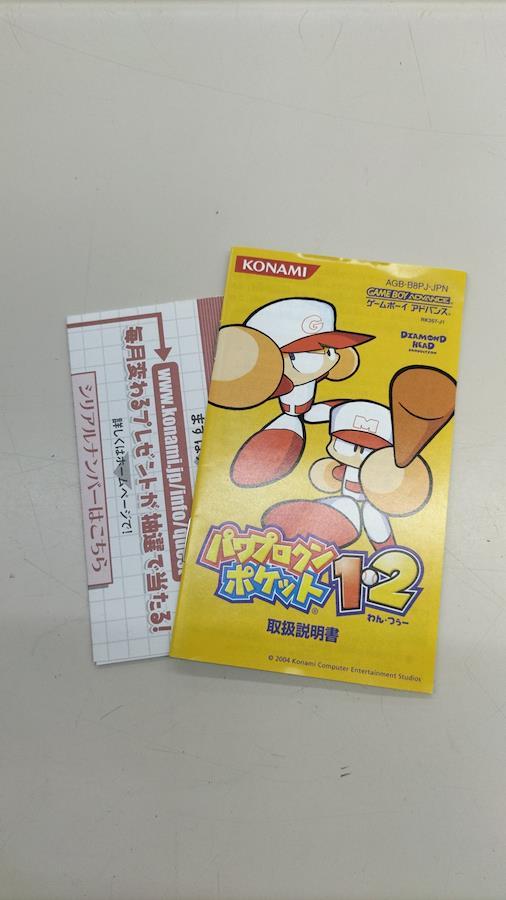 KONAMI
AGB-B8PJ-JPN
GAME BOY ADVANCE
ゲームボーイ アドバンス®
RK357-J1
DIAMOND
HEAD
PRODUCTION
G
M
パワプロクン
ポケット®1・2
わん・つぅー
取扱説明書
© 2004 Konami Computer Entertainment Studios
www.konami.jp/info/
毎月変わるプレゼントが抽選で当たる!
詳しくはホームページで!
シリアルナンバーはこちら